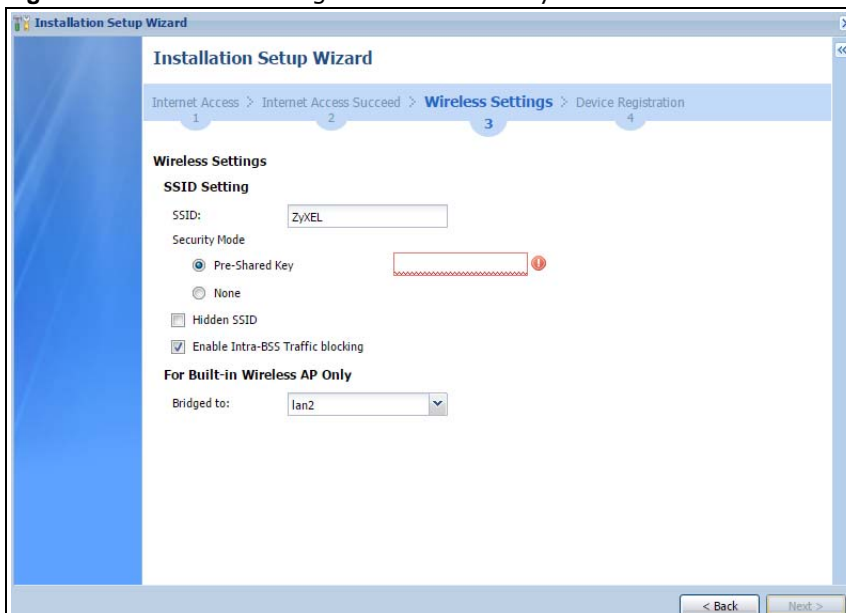 Installation Setup Wizard
Installation Setup Wizard
Internet Access > Internet Access Succeed > Wireless Settings > Device Registration
1 2 3 4
Wireless Settings
SSID Setting
SSID: ZyXEL
Security Mode
Pre-Shared Key
None
Hidden SSID
Enable Intra-BSS Traffic blocking
For Built-in Wireless AP Only
Bridged to: lan2
< Back Next >